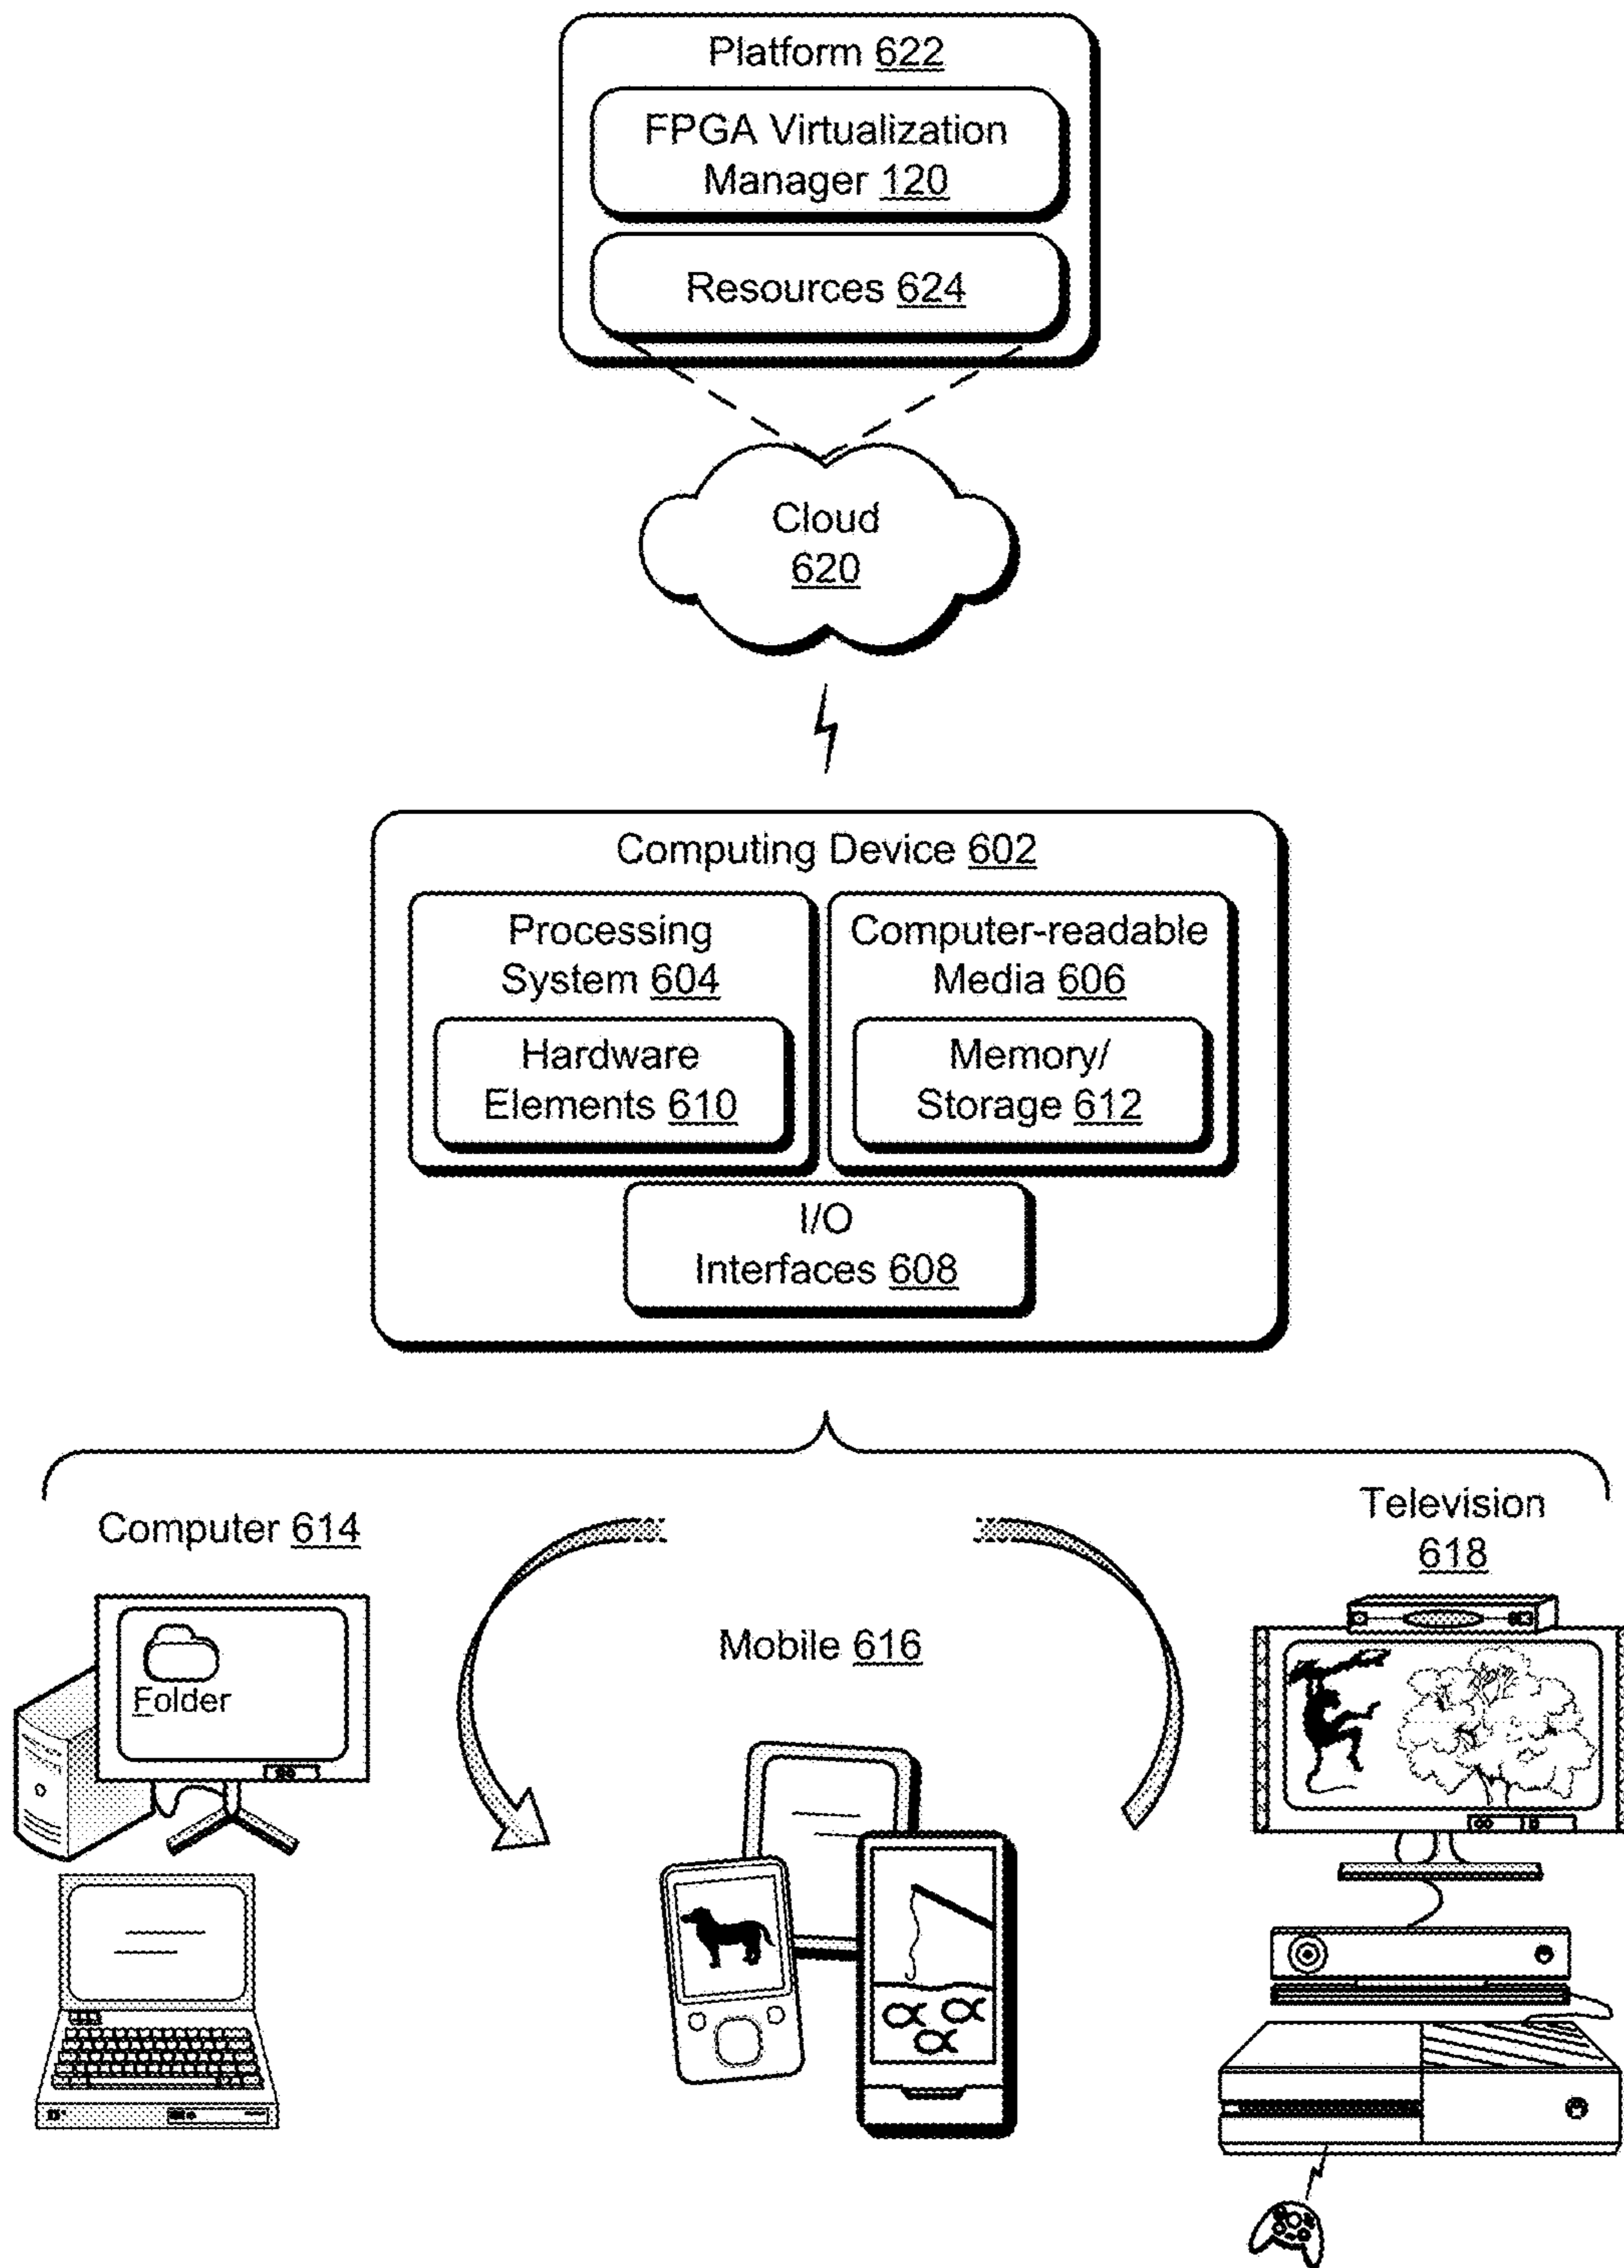 Platform 622
FPGA Virtualization
Manager 120
Resources 624
Cloud
620
Computing Device 602
Processing
System 604
Hardware
Elements 610
Computer-readable
Media 606
Memory/
Storage 612
I/O
Interfaces 608
Computer 614
Folder
Mobile 616
Television
618